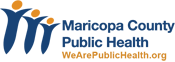 Maricopa County
Public Health
WeArePublicHealth.org